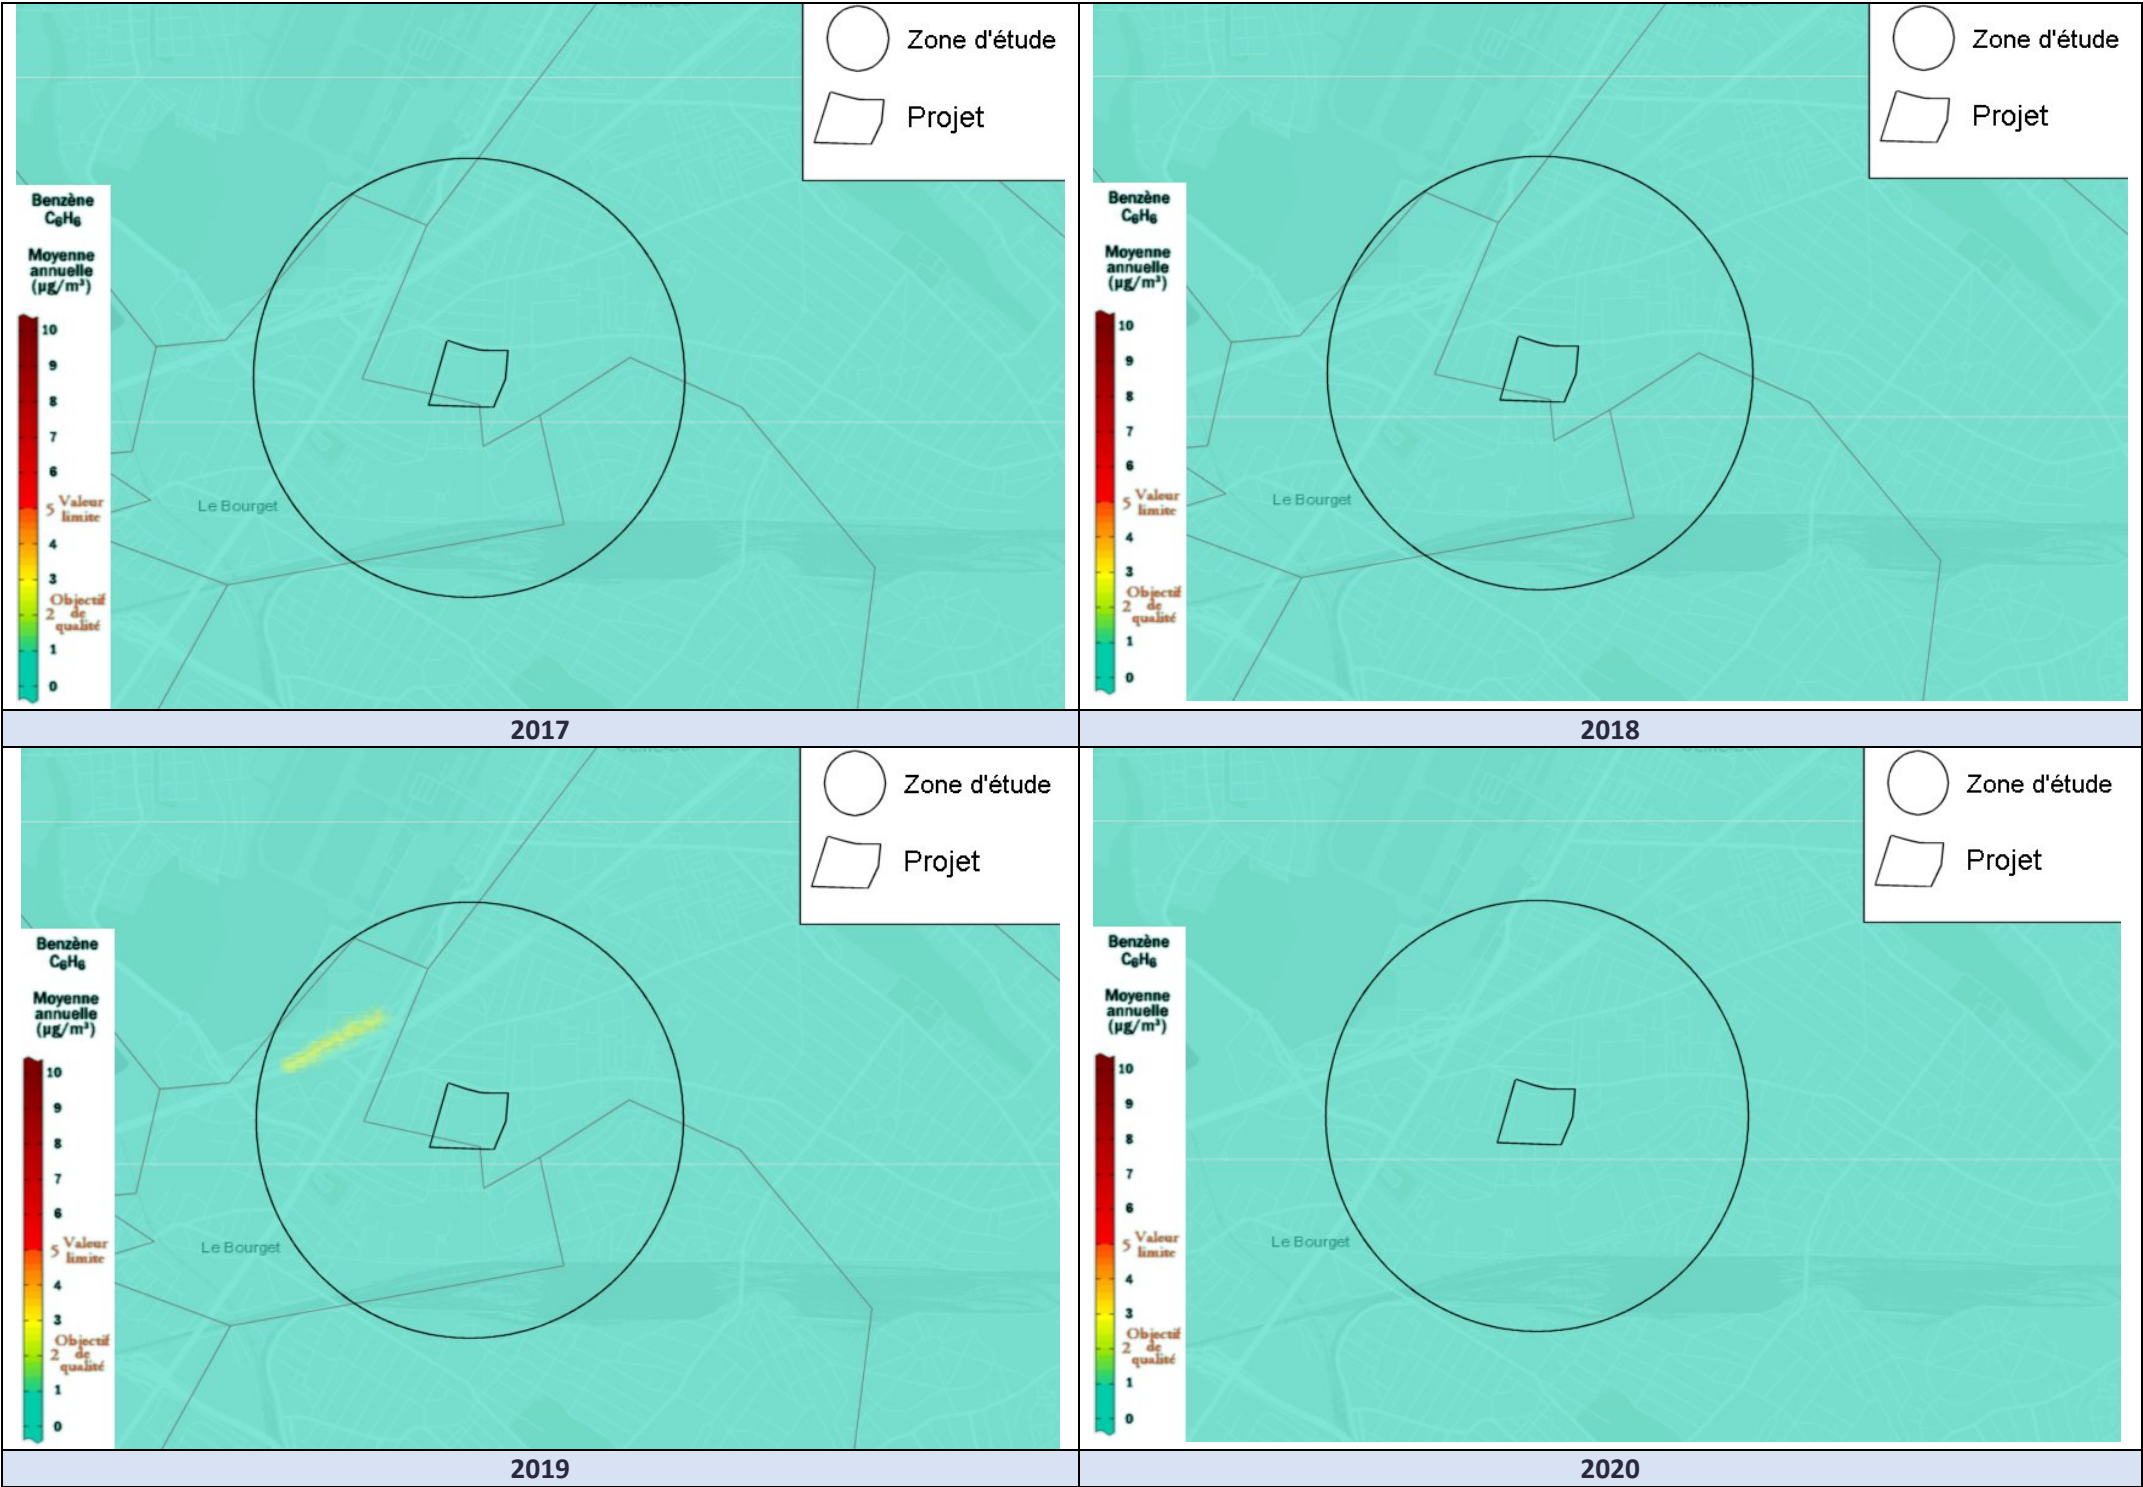 Zone d'étude
Projet
Benzène
C₆H₆
Moyenne
annuelle
(µg/m³)
10
9
8
7
6
5 Valeur
limite
4
3
Objectif
2 de
qualité
1
0
Le Bourget
2017
Zone d'étude
Projet
Benzène
C₆H₆
Moyenne
annuelle
(µg/m³)
10
9
8
7
6
5 Valeur
limite
4
3
Objectif
2 de
qualité
1
0
Le Bourget
2018
Zone d'étude
Projet
Benzène
C₆H₆
Moyenne
annuelle
(µg/m³)
10
9
8
7
6
5 Valeur
limite
4
3
Objectif
2 de
qualité
1
0
Le Bourget
2019
Zone d'étude
Projet
Benzène
C₆H₆
Moyenne
annuelle
(µg/m³)
10
9
8
7
6
5 Valeur
limite
4
3
Objectif
2 de
qualité
1
0
Le Bourget
2020